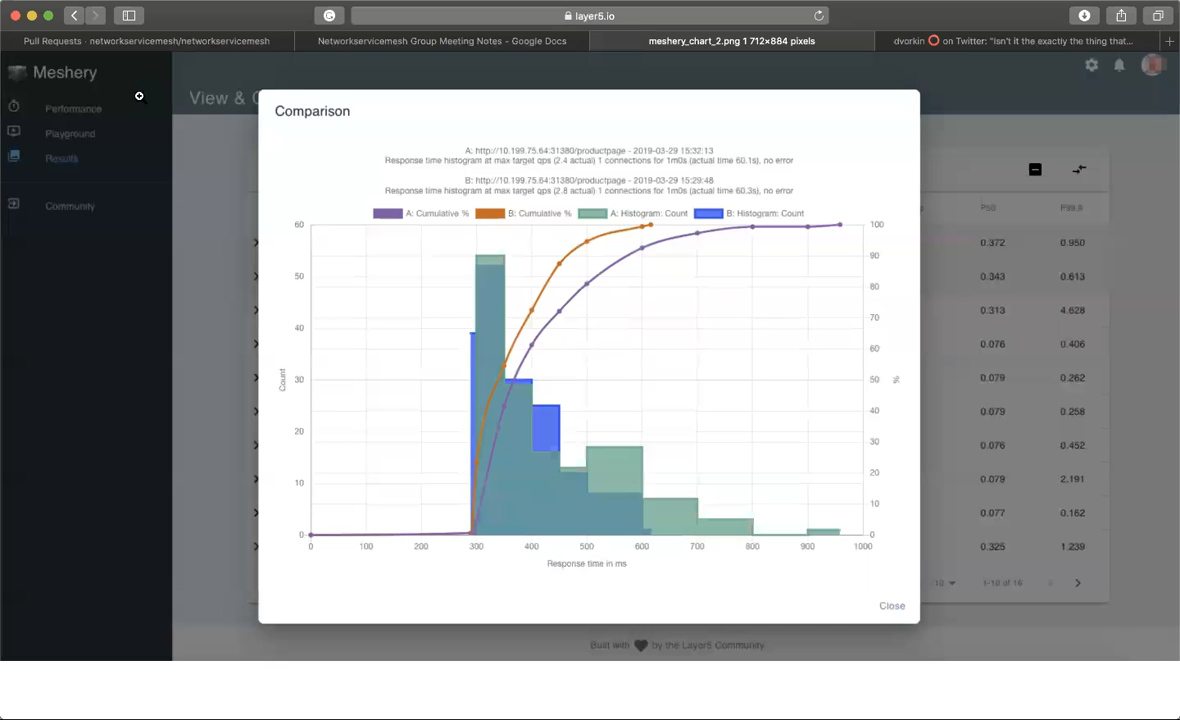 layer5.io
Pull Requests · networkservicemesh/networkservicemesh
Networkservicemesh Group Meeting Notes - Google Docs
meshery_chart_2.png 1 712×884 pixels
dvorkin ⭕ on Twitter: "Isn't it the exactly the thing that...
Meshery
Performance
Playground
Results
Community
View &
Comparison
A: http://10.199.75.64:31380/productpage - 2019-03-29 15:32:13
Response time histogram at max target qps (2.4 actual) 1 connections for 1m0s (actual time 60.1s), no error
B: http://10.199.75.64:31380/productpage - 2019-03-29 15:29:48
Response time histogram at max target qps (2.8 actual) 1 connections for 1m0s (actual time 60.3s), no error
A: Cumulative % B: Cumulative % A: Histogram: Count B: Histogram: Count
60 100
90
50
80
70
40
60
30 50
40
20
30
20
10
10
0 0
Count
%
0 100 200 300 400 500 600 700 800 900 1000
Response time in ms
Close
P50 P99.9
0.372 0.950
0.343 0.613
0.313 4.628
0.076 0.406
0.079 0.262
0.079 0.258
0.076 0.452
0.079 2.191
0.077 0.162
0.325 1.239
10 1-10 of 16
Built with by the Layer5 Community.